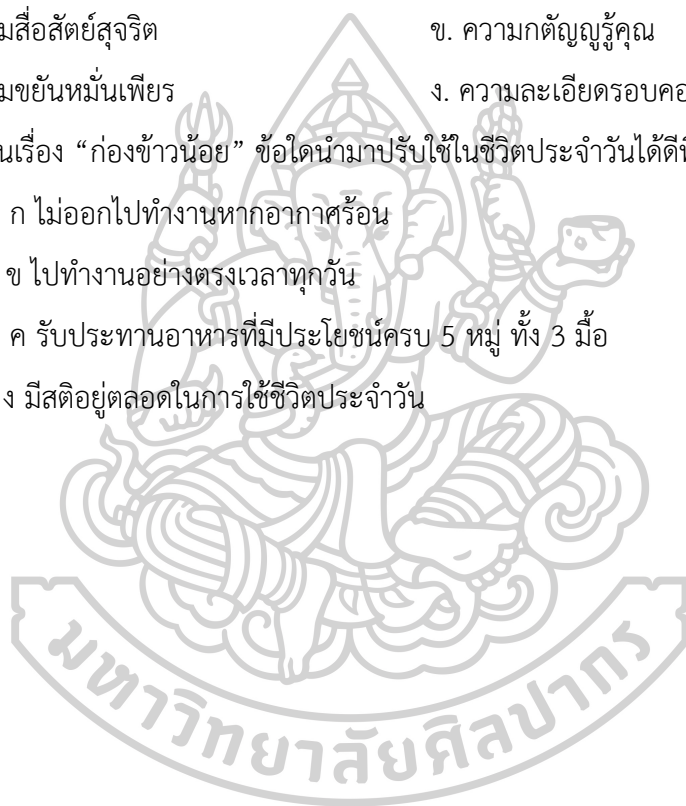 มสื่อสัตย์สุจริต ข. ความกตัญญูรู้คุณ
มขยันหมั่นเพียร ง. ความละเอียดรอบค
นเรื่อง “ก่องข้าวน้อย” ข้อใดนำมาปรับใช้ในชีวิตประจำวันได้ดี
ก ไม่ออกไปทำงานหากอากาศร้อน
ข ไปทำงานอย่างตรงเวลาทุกวัน
ค รับประทานอาหารที่มีประโยชน์ครบ 5 หมู่ ทั้ง 3 มื้อ
ง มีสติอยู่ตลอดในการใช้ชีวิตประจำวัน
มหาวิทยาลัยศิลปากร